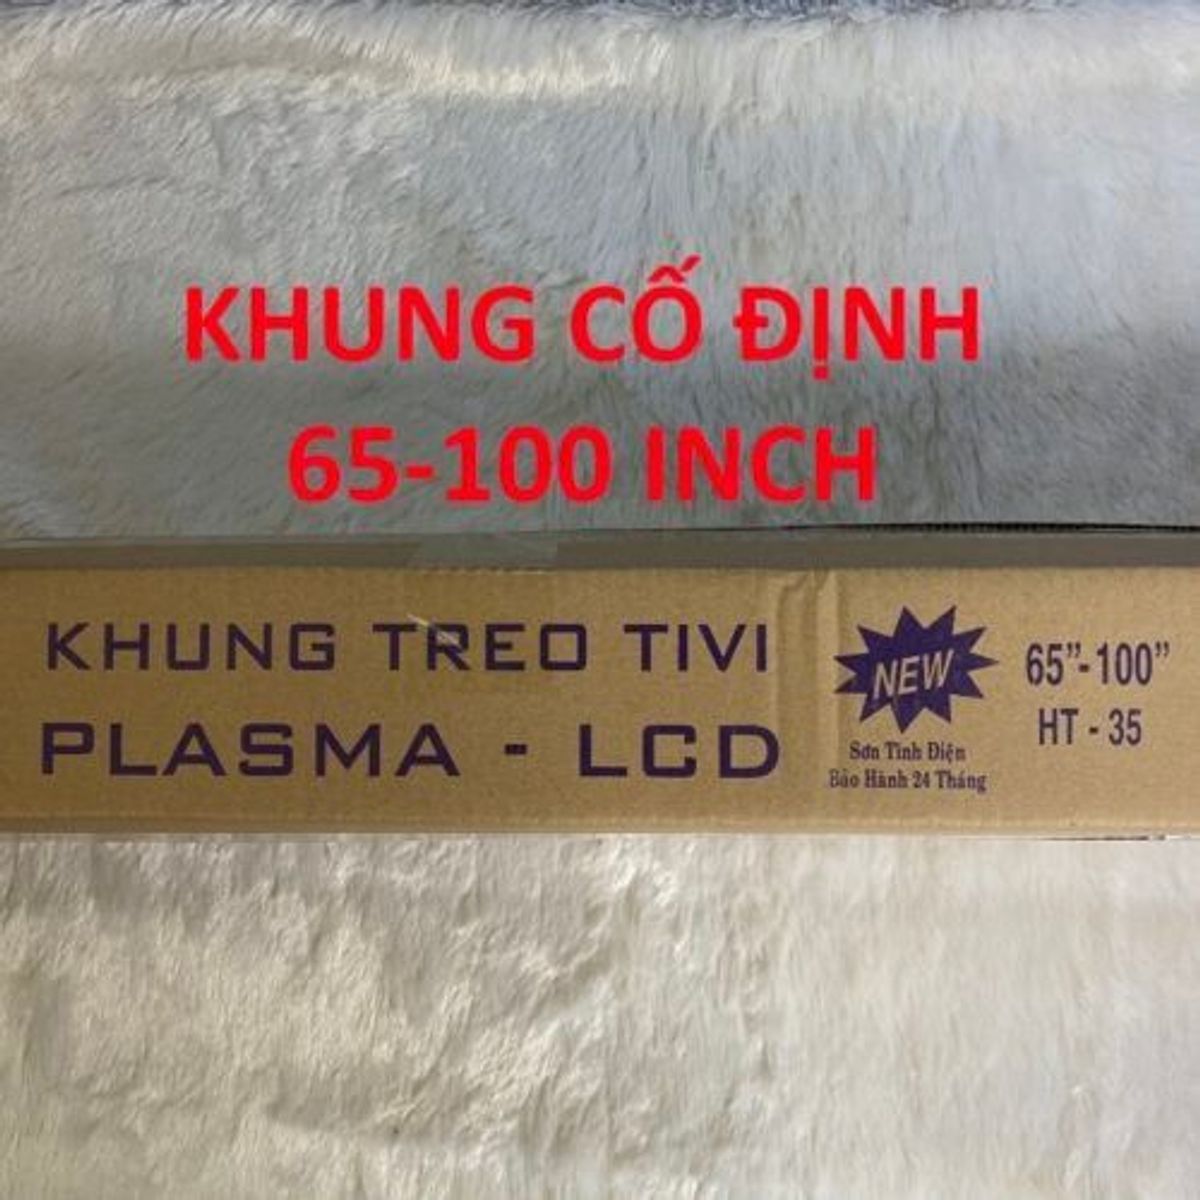 KHUNG CỐ ĐỊNH
65-100 INCH
KHUNG TREO TIVI
PLASMA - LCD
NEW
Sơn Tĩnh Điện
Bảo Hành 24 Tháng
65”-100”
HT - 35